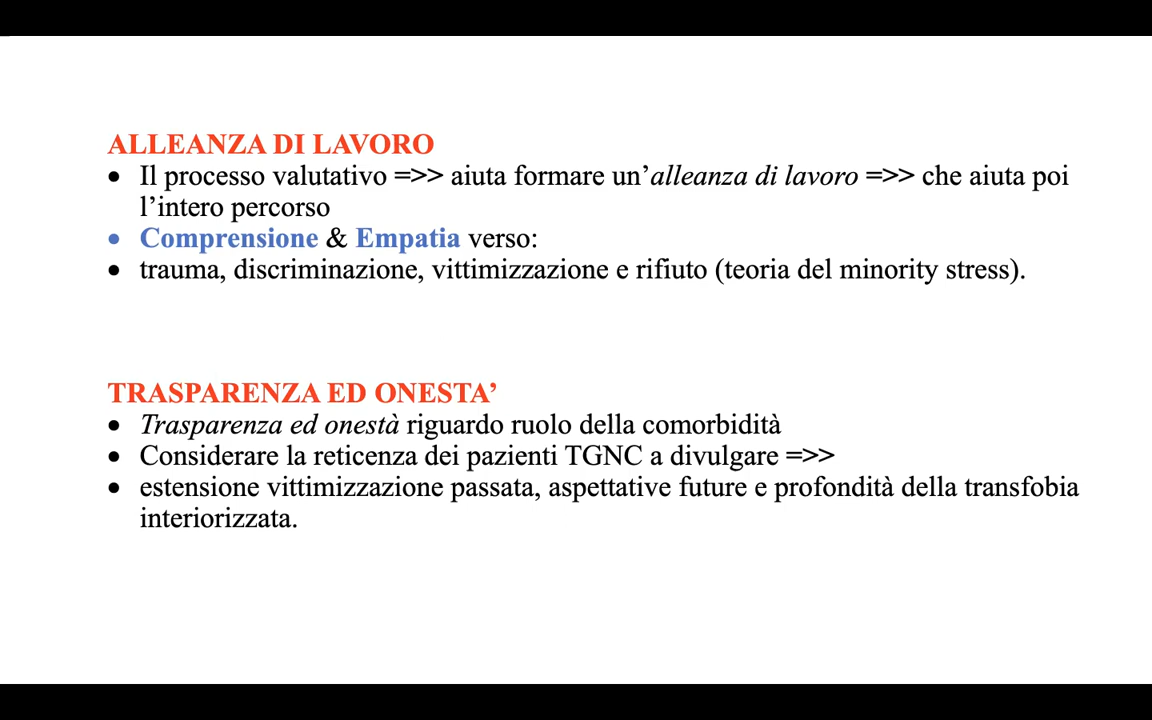 ALLEANZA DI LAVORO
• Il processo valutativo =>> aiuta formare un’alleanza di lavoro =>> che aiuta poi
l’intero percorso
• Comprensione & Empatia verso:
• trauma, discriminazione, vittimizzazione e rifiuto (teoria del minority stress).
TRASPARENZA ED ONESTA’
• Trasparenza ed onestà riguardo ruolo della comorbidità
• Considerare la reticenza dei pazienti TGNC a divulgare =>>
• estensione vittimizzazione passata, aspettative future e profondità della transfobia
interiorizzata.